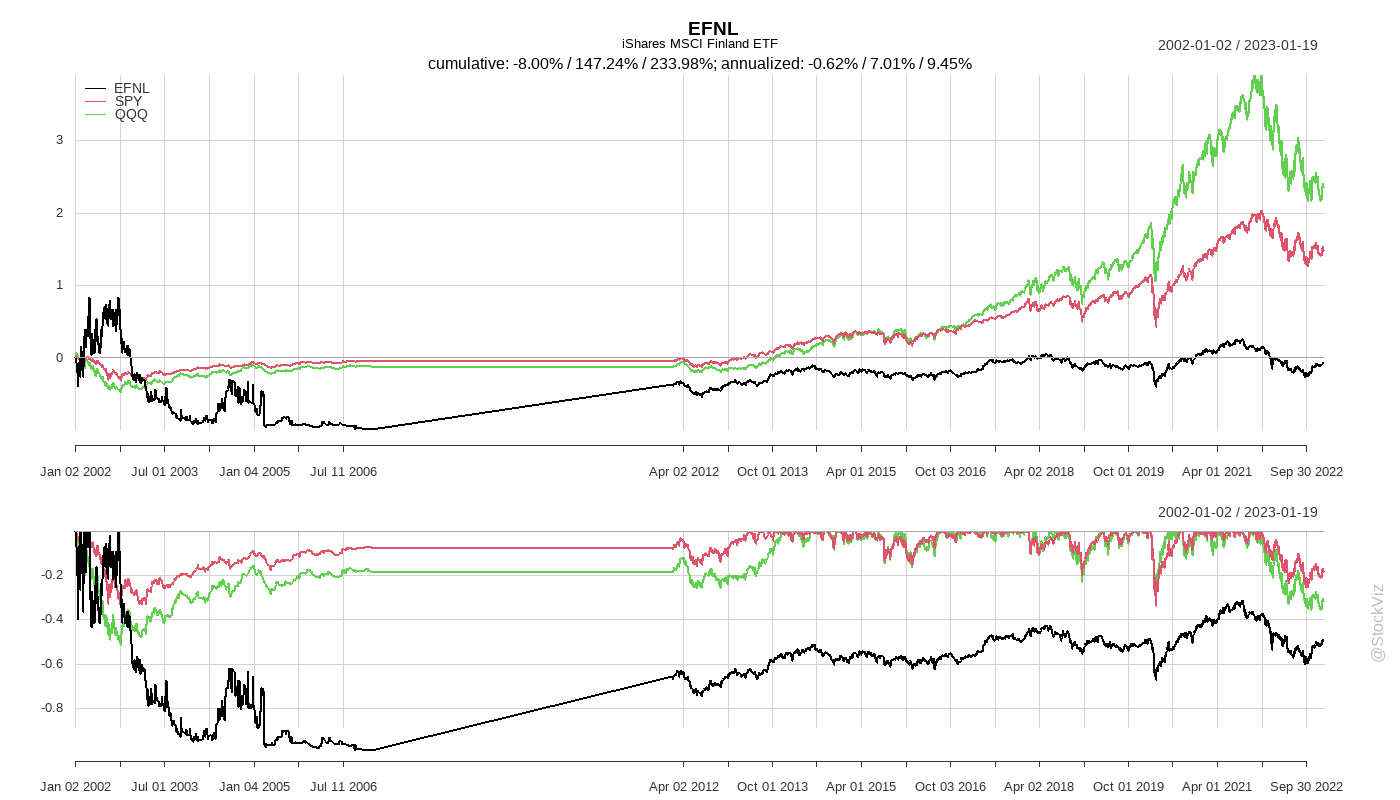 EFNL
iShares MSCI Finland ETF
2002-01-02 / 2023-01-19
cumulative: -8.00% / 147.24% / 233.98%; annualized: -0.62% / 7.01% / 9.45%
EFNL
SPY
QQQ
3
2
1
0
Jan 02 2002 Jul 01 2003 Jan 04 2005 Jul 11 2006 Apr 02 2012 Oct 01 2013 Apr 01 2015 Oct 03 2016 Apr 02 2018 Oct 01 2019 Apr 01 2021 Sep 30 2022
2002-01-02 / 2023-01-19
-0.2
-0.4
-0.6
-0.8
Jan 02 2002 Jul 01 2003 Jan 04 2005 Jul 11 2006 Apr 02 2012 Oct 01 2013 Apr 01 2015 Oct 03 2016 Apr 02 2018 Oct 01 2019 Apr 01 2021 Sep 30 2022
@StockViz